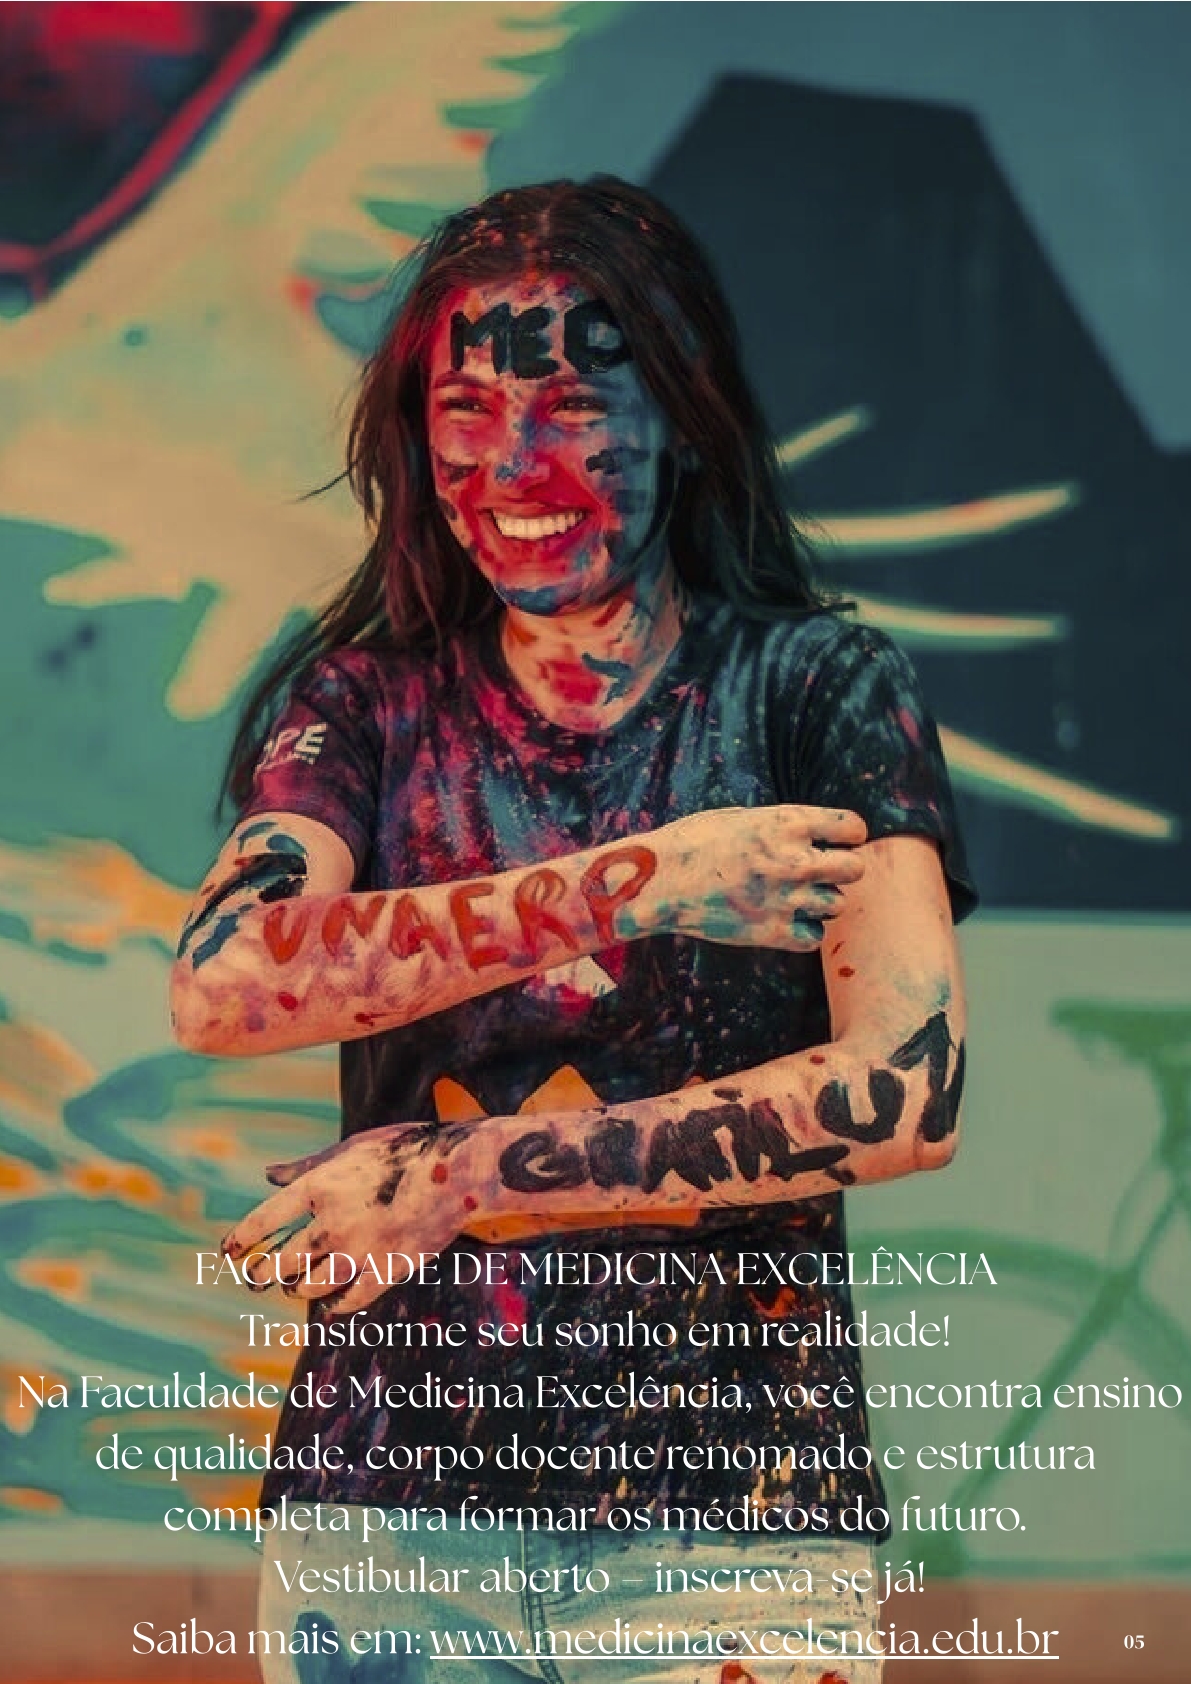 MED
PE
UNAERP
GRATIL
FACULDADE DE MEDICINA EXCELÊNCIA
Transforme seu sonho em realidade!
Na Faculdade de Medicina Excelência, você encontra ensino
de qualidade, corpo docente renomado e estrutura
completa para formar os médicos do futuro.
Vestibular aberto – inscreva-se já!
Saiba mais em: www.medicinaexcelencia.edu.br
05